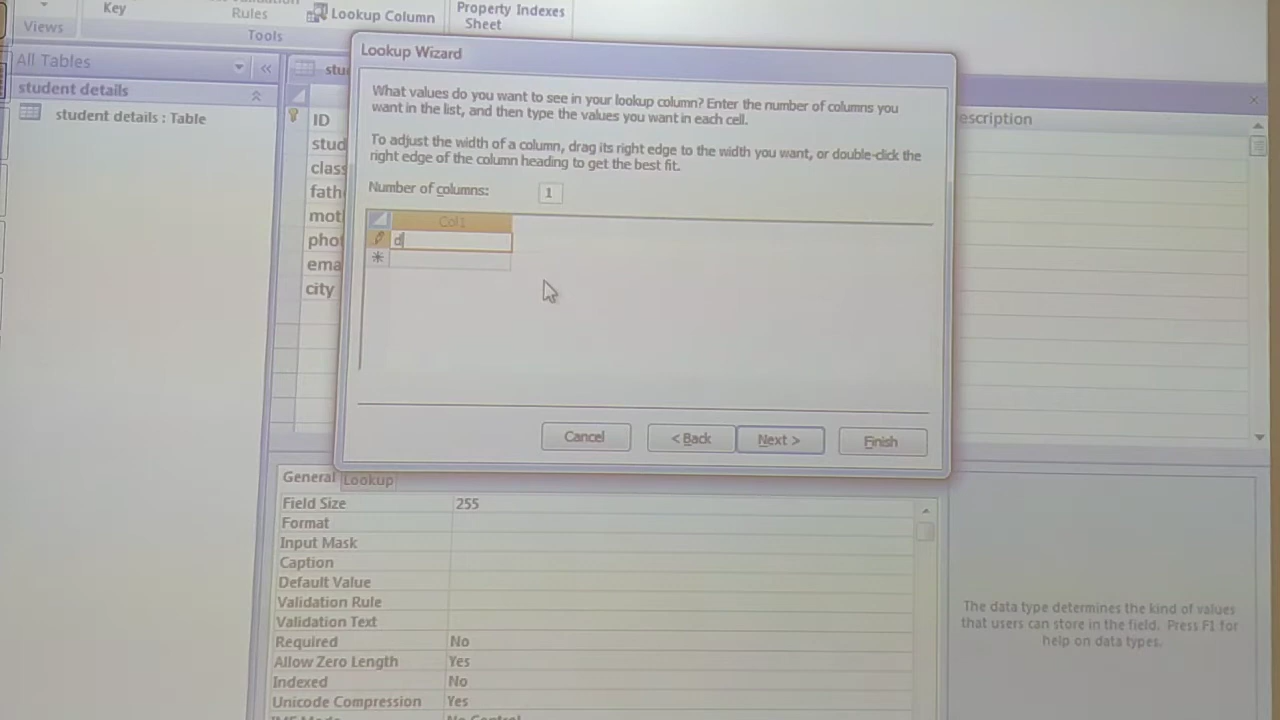 Key
Rules
Lookup Column
Property Indexes
Sheet
Views
Tools
All Tables
student details
student details : Table
Lookup Wizard
What values do you want to see in your lookup column? Enter the number of columns you
want in the list, and then type the values you want in each cell.
To adjust the width of a column, drag its right edge to the width you want, or double-click the
right edge of the column heading to get the best fit.
Number of columns: 1
Col1
d
ID
stud
class
fath
mot
pho
ema
city
escription
Cancel
< Back
Next >
Finish
General
Lookup
Field Size 255
Format
Input Mask
Caption
Default Value
Validation Rule
Validation Text
Required No
Allow Zero Length Yes
Indexed No
Unicode Compression Yes
The data type determines the kind of values
that users can store in the field. Press F1 for
help on data types.